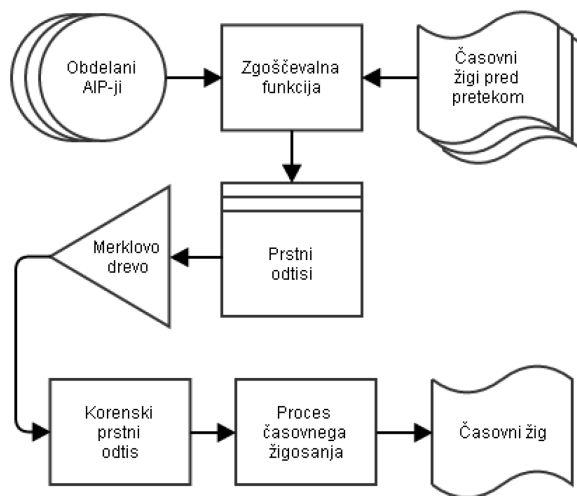 Obdelani
AIP-ji
Zgoščevalna
funkcija
Časovni
žigi pred
pretekom
Merklovo
drevo
Prstni
odtisi
Korenski
prstni
odtis
Proces
časovnega
žigosanja
Časovni žig